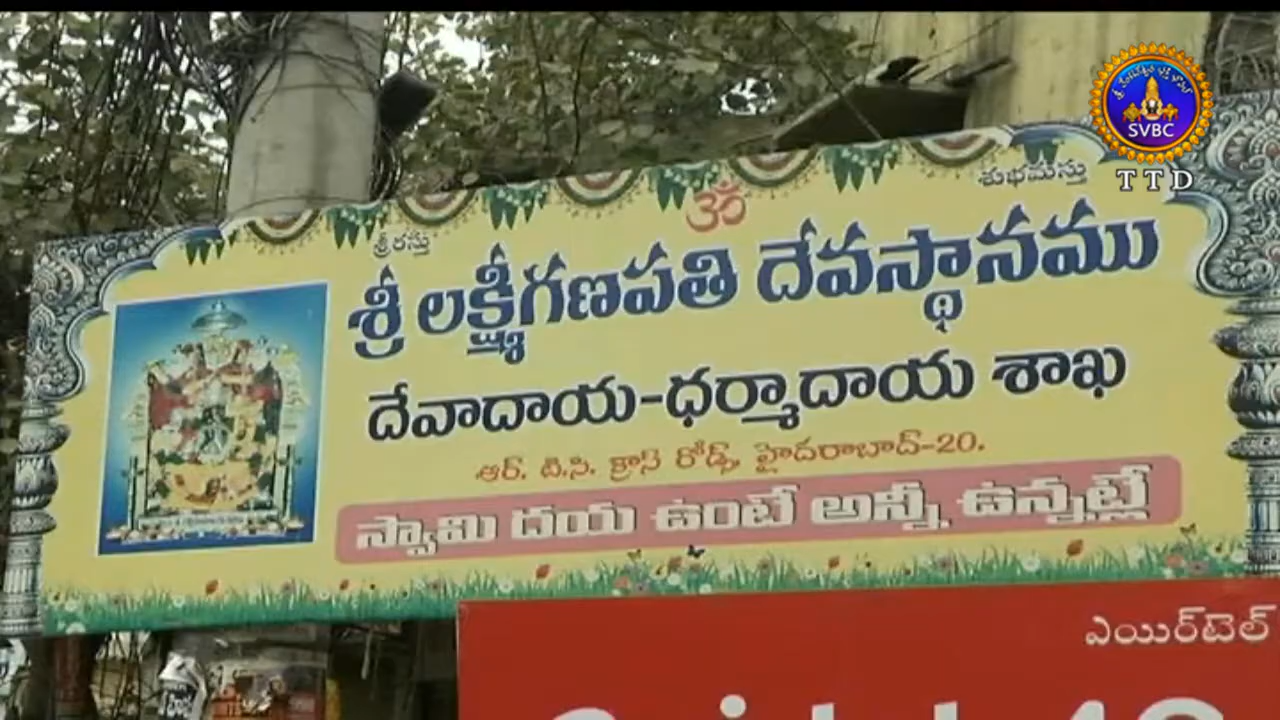 SVBC
TTD
శుభమస్తు
శ్రీరస్తు
ॐ
శ్రీ లక్ష్మీగణపతి దేవస్థానము
దేవాదాయ-ధర్మాదాయ శాఖ
ఆర్. టి.సి. క్రాస్ రోడ్స్, హైదరాబాద్-20.
స్వామి దయ ఉంటే అన్నీ ఉన్నట్లే
ఎయిర్‌టెల్